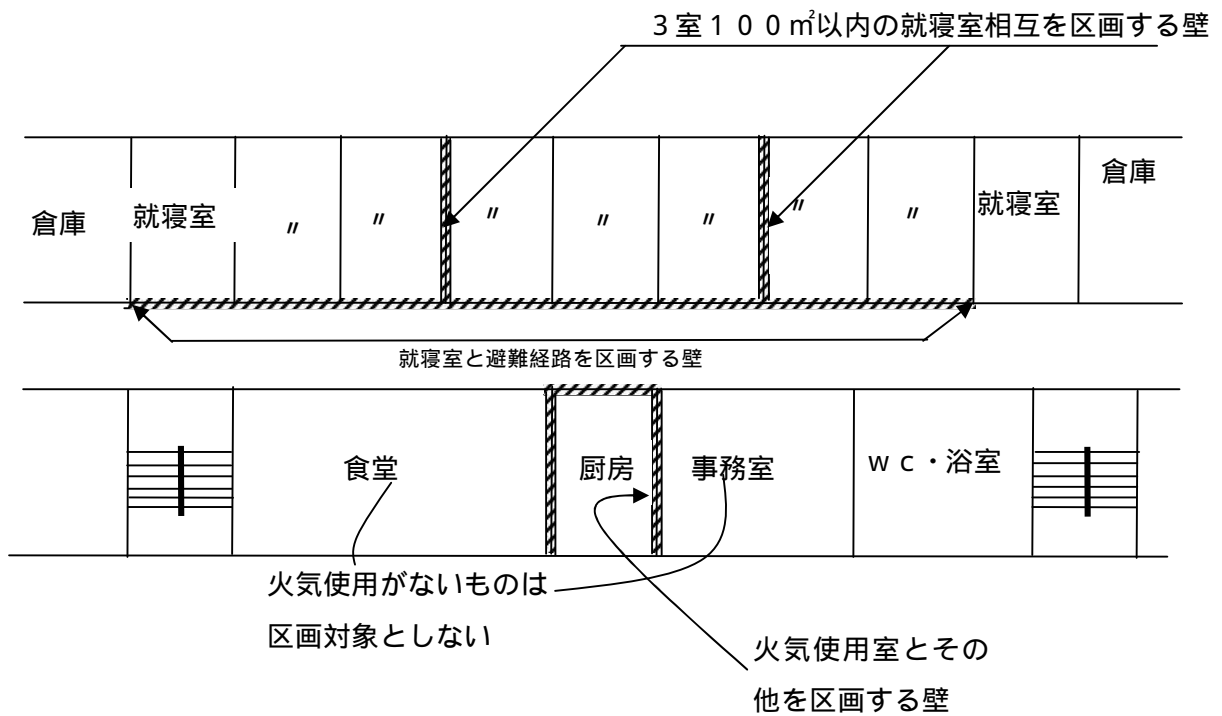 3室100㎡以内の就寝室相互を区画する壁
倉庫
就寝室
〃
〃
〃
〃
〃
〃
〃
就寝室
倉庫
就寝室と避難経路を区画する壁
食堂
厨房
事務室
wc・浴室
火気使用がないものは
区画対象としない
火気使用室とその
他を区画する壁